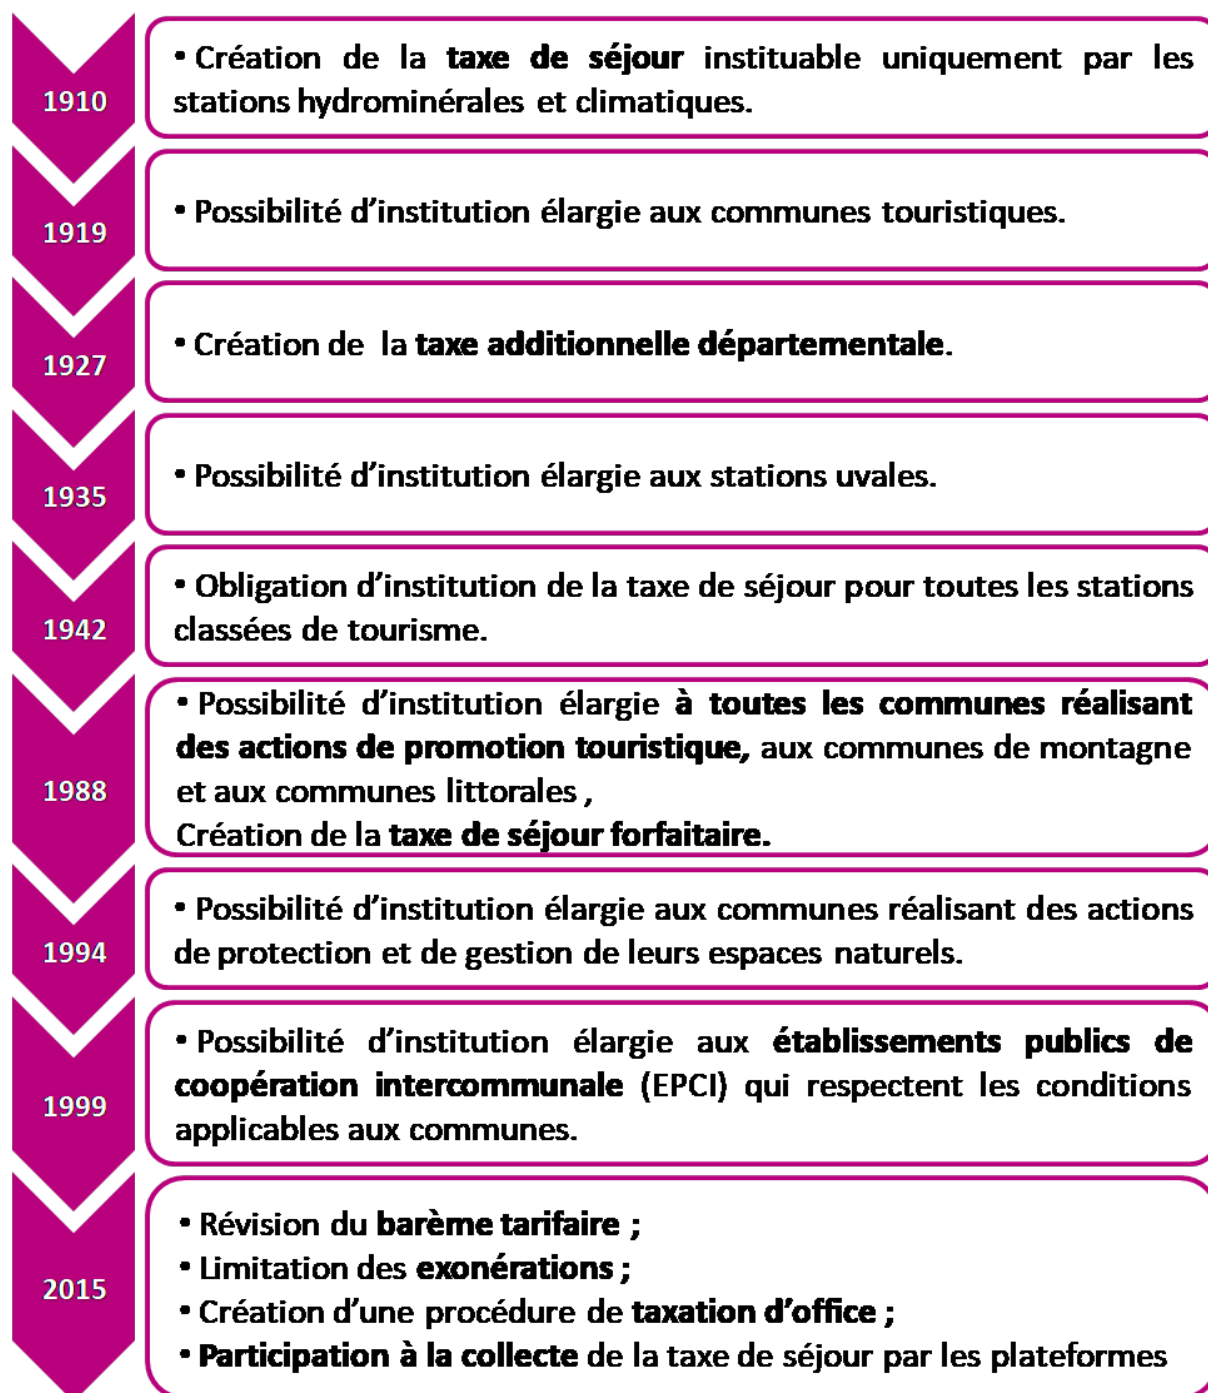 1910
• Création de la taxe de séjour instituable uniquement par les
stations hydrominérales et climatiques.
1919
• Possibilité d’institution élargie aux communes touristiques.
1927
• Création de la taxe additionnelle départementale.
1935
• Possibilité d’institution élargie aux stations uvales.
1942
• Obligation d’institution de la taxe de séjour pour toutes les stations
classées de tourisme.
1988
• Possibilité d’institution élargie à toutes les communes réalisant
des actions de promotion touristique, aux communes de montagne
et aux communes littorales ,
Création de la taxe de séjour forfaitaire.
1994
• Possibilité d’institution élargie aux communes réalisant des actions
de protection et de gestion de leurs espaces naturels.
1999
• Possibilité d’institution élargie aux établissements publics de
coopération intercommunale (EPCI) qui respectent les conditions
applicables aux communes.
2015
• Révision du barème tarifaire ;
• Limitation des exonérations ;
• Création d’une procédure de taxation d’office ;
• Participation à la collecte de la taxe de séjour par les plateformes